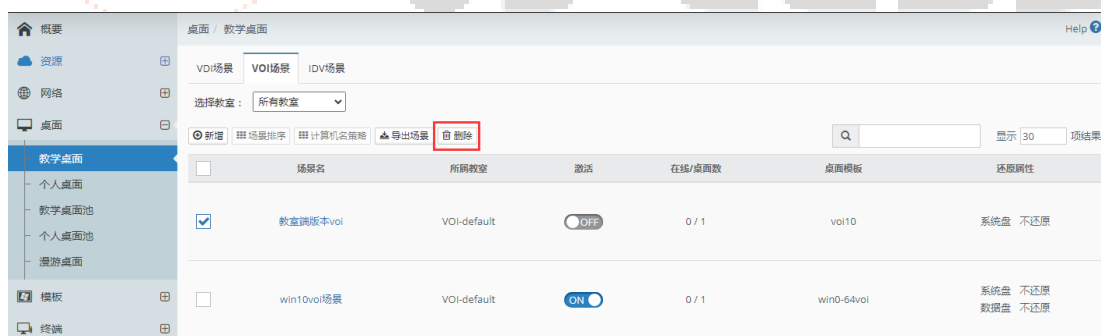 概要
桌面 / 教学桌面
Help
资源
VDI场景 VOI场景 IDV场景
网络
选择教室： 所有教室
桌面
新增 场景排序 计算机名策略 导出场景 删除 显示 30 项结果
教学桌面
场景名 所属教室 激活 在线/桌面数 桌面模板 还原属性
个人桌面
教学桌面池
教室端版本voi VOI-default OFF 0 / 1 voi10 系统盘 不还原
个人桌面池
漫游桌面
模板
win10voi场景 VOI-default ON 0 / 1 win0-64voi 系统盘 不还原
数据盘 不还原
终端